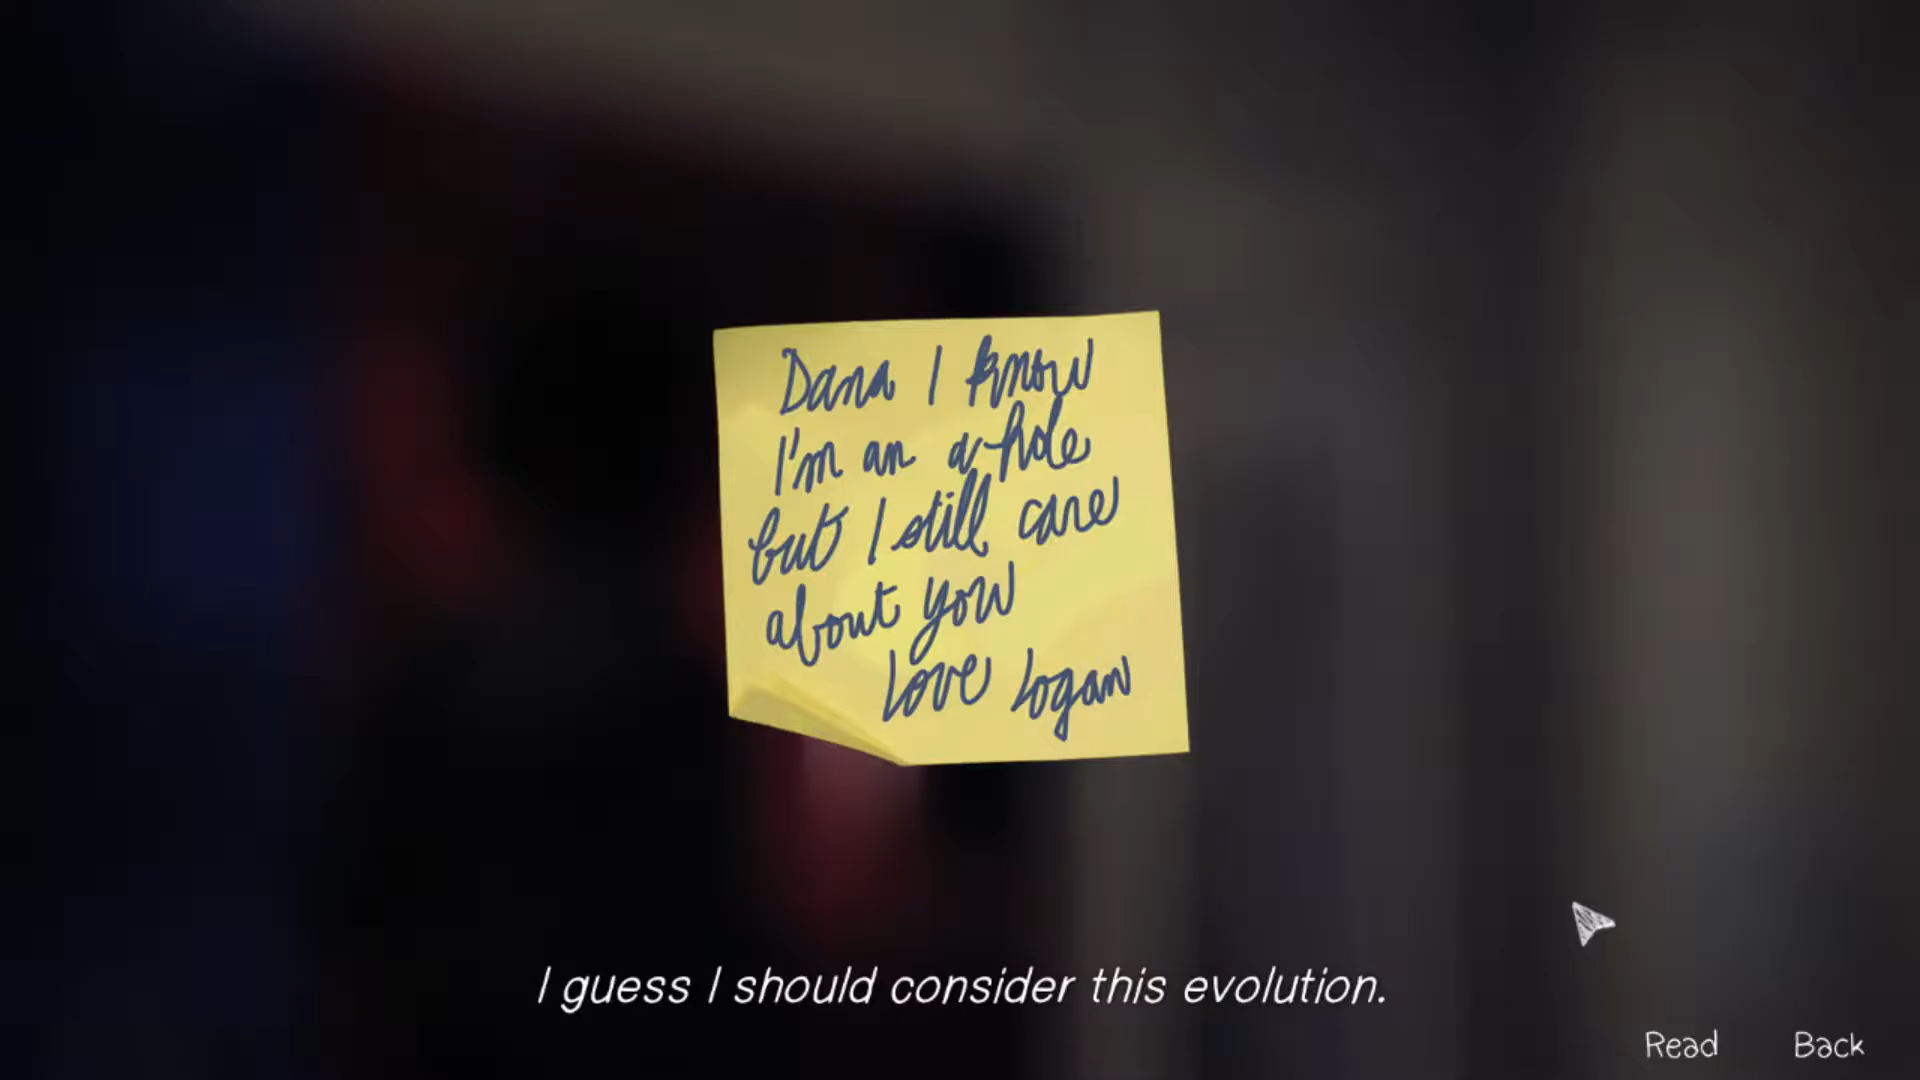 Dana I know
I'm an a-hole
but I still care
about you
Love Logan
I guess I should consider this evolution.
Read Back